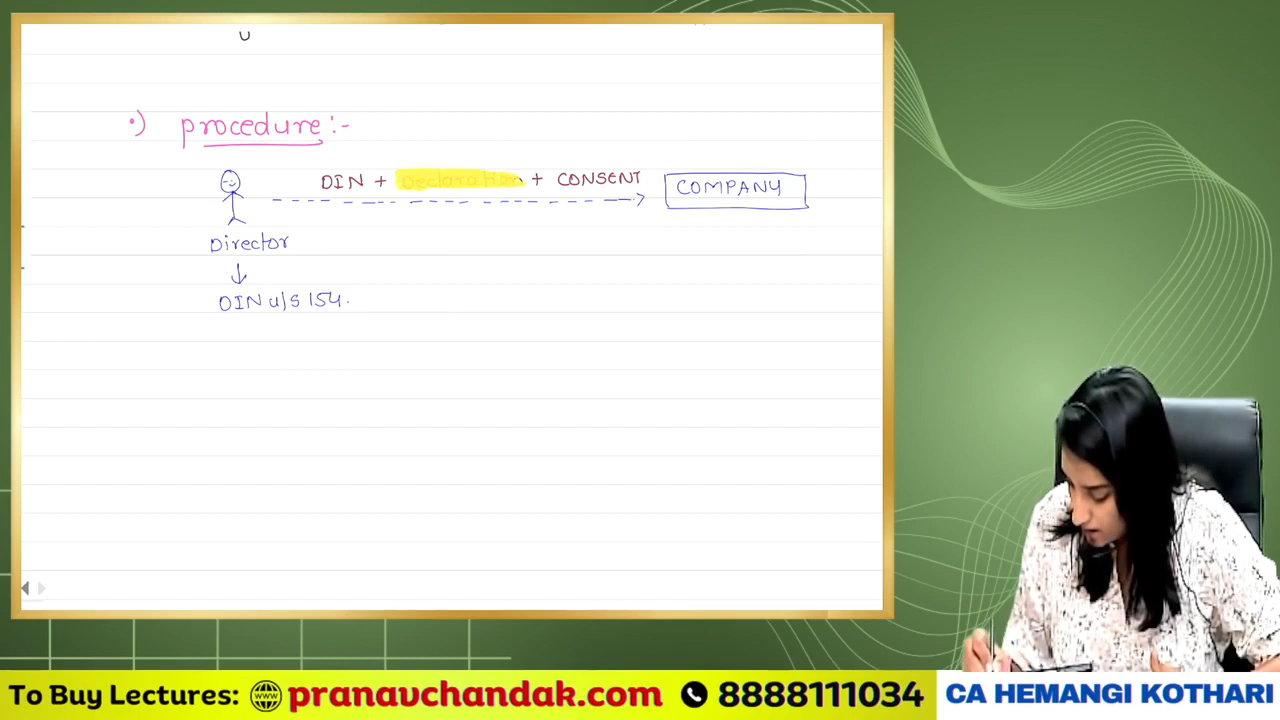 •) procedure :-
DIN + Declaration + CONSENT
COMPANY
Director
↓
DIN u/s 154.
To Buy Lectures: pranavchandak.com 8888111034 CA HEMANGI KOTHARI